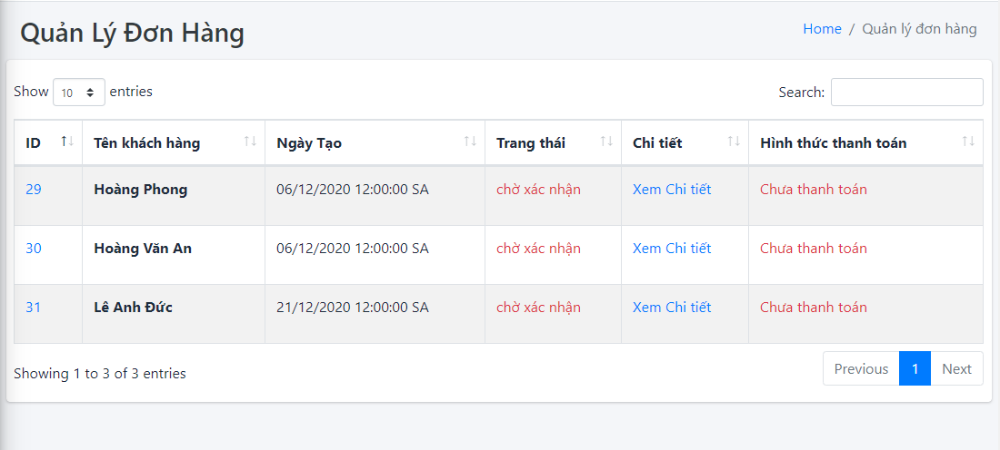 Quản Lý Đơn Hàng
Home / Quản lý đơn hàng
Show 10 entries
Search:
ID Tên khách hàng Ngày Tạo Trang thái Chi tiết Hình thức thanh toán
29 Hoàng Phong 06/12/2020 12:00:00 SA chờ xác nhận Xem Chi tiết Chưa thanh toán
30 Hoàng Văn An 06/12/2020 12:00:00 SA chờ xác nhận Xem Chi tiết Chưa thanh toán
31 Lê Anh Đức 21/12/2020 12:00:00 SA chờ xác nhận Xem Chi tiết Chưa thanh toán
Showing 1 to 3 of 3 entries
Previous 1 Next